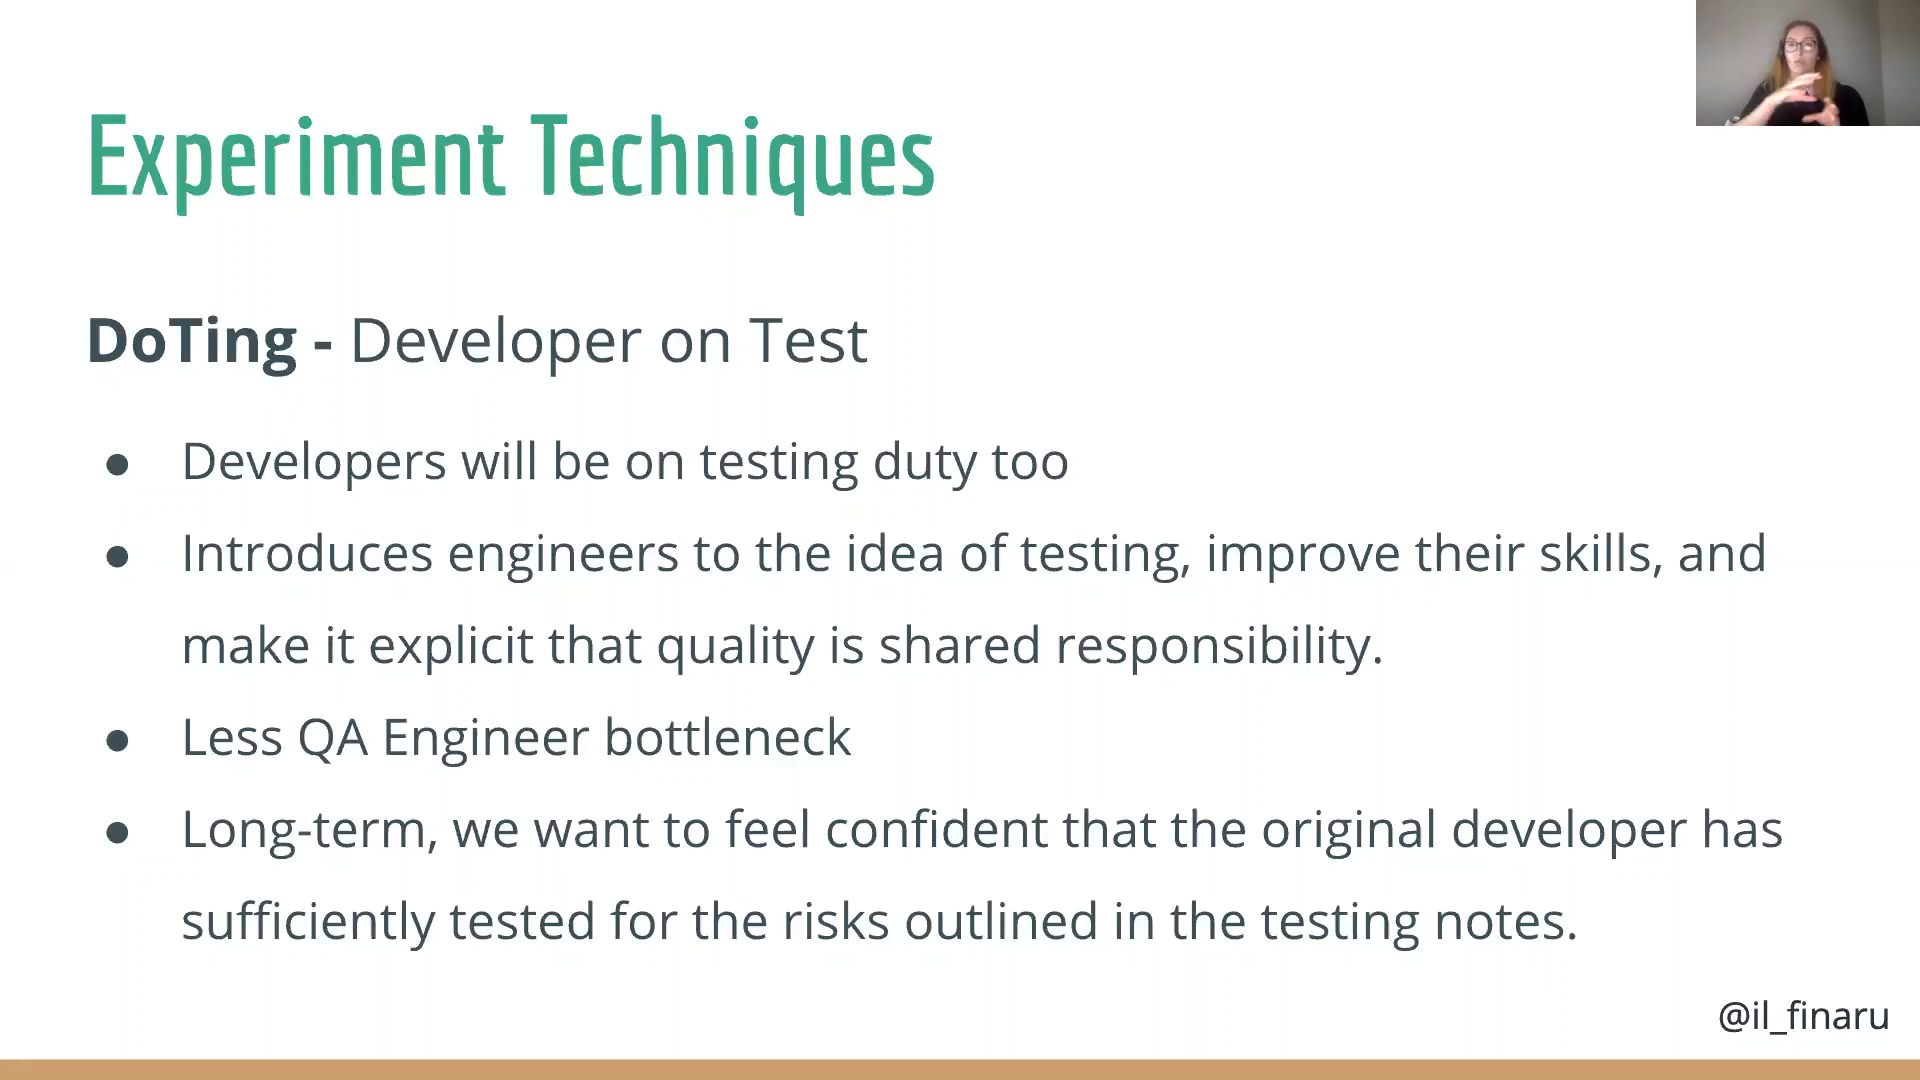 Experiment Techniques
DoTing - Developer on Test
● Developers will be on testing duty too
● Introduces engineers to the idea of testing, improve their skills, and
make it explicit that quality is shared responsibility.
● Less QA Engineer bottleneck
● Long-term, we want to feel confident that the original developer has
sufficiently tested for the risks outlined in the testing notes.
@il_finaru